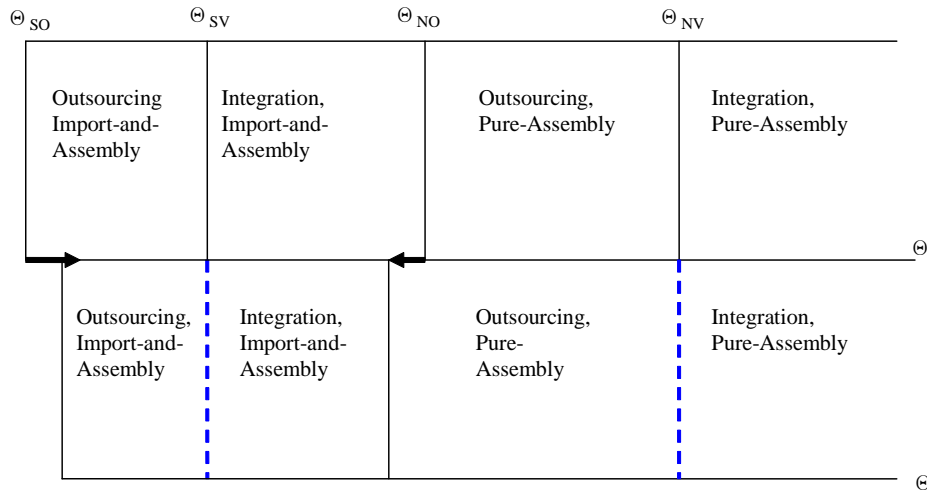 Θ SO
Θ SV
Θ NO
Θ NV
Outsourcing
Import-and-
Assembly
Integration,
Import-and-
Assembly
Outsourcing,
Pure-Assembly
Integration,
Pure-Assembly
Θ
Outsourcing,
Import-and-
Assembly
Integration,
Import-and-
Assembly
Outsourcing,
Pure-
Assembly
Integration,
Pure-Assembly
Θ